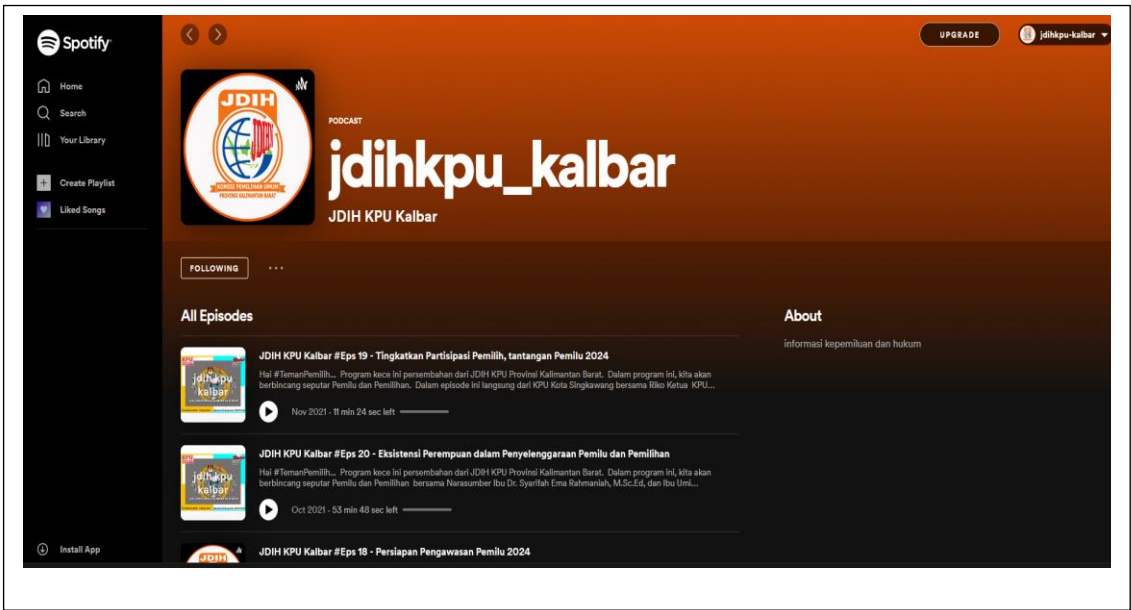 Spotify
Home
Search
Your Library
Create Playlist
Liked Songs
Install App
UPGRADE
jdihkpu-kalbar
JDIH
KOMISI PEMILIHAN UMUM
PROVINSI KALIMANTAN BARAT
PODCAST
jdihkpu_kalbar
JDIH KPU Kalbar
FOLLOWING
All Episodes
jdih kpu
kalbar
JDIH KPU Kalbar #Eps 19 - Tingkatkan Partisipasi Pemilih, tantangan Pemilu 2024
Hai #TemanPemilih... Program kece ini persembahan dari JDIH KPU Provinsi Kalimantan Barat. Dalam program ini, kita akan
berbincang seputar Pemilu dan Pemilihan. Dalam episode ini langsung dari KPU Kota Singkawang bersama Riko Ketua KPU...
Nov 2021 · 11 min 24 sec left
jdih kpu
kalbar
JDIH KPU Kalbar #Eps 20 - Eksistensi Perempuan dalam Penyelenggaraan Pemilu dan Pemilihan
Hai #TemanPemilih... Program kece ini persembahan dari JDIH KPU Provinsi Kalimantan Barat. Dalam program ini, kita akan
berbincang seputar Pemilu dan Pemilihan bersama Narasumber Ibu Dr. Syarifah Ema Rahmaniah, M.Sc.Ed, dan Ibu Umi...
Oct 2021 · 53 min 48 sec left
JDIH
JDIH KPU Kalbar #Eps 18 - Persiapan Pengawasan Pemilu 2024
About
informasi kepemiluan dan hukum